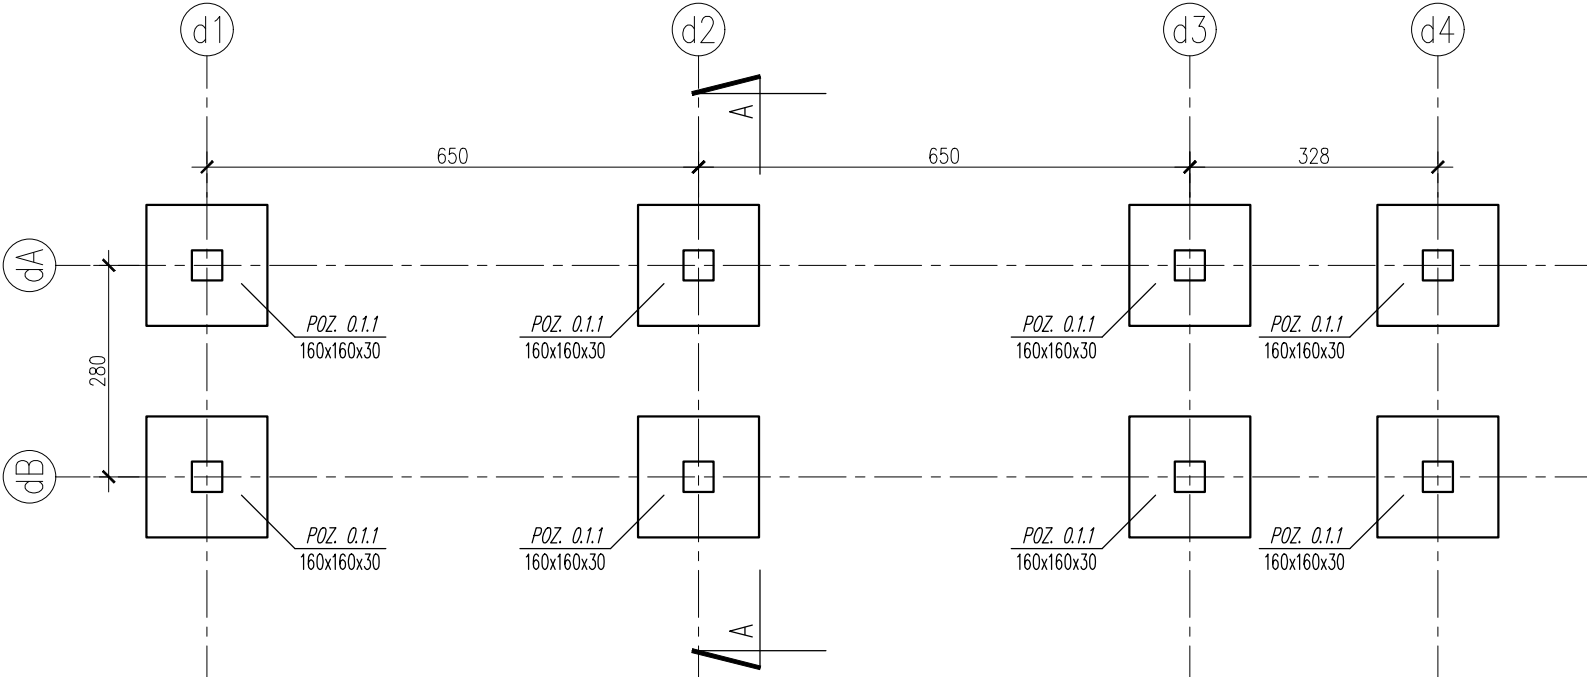 d1 d2 d3 d4
A
650 650 328
dA
POZ. 0.1.1 POZ. 0.1.1 POZ. 0.1.1 POZ. 0.1.1
160x160x30 160x160x30 160x160x30 160x160x30
280
dB
POZ. 0.1.1 POZ. 0.1.1 POZ. 0.1.1 POZ. 0.1.1
160x160x30 160x160x30 160x160x30 160x160x30
A